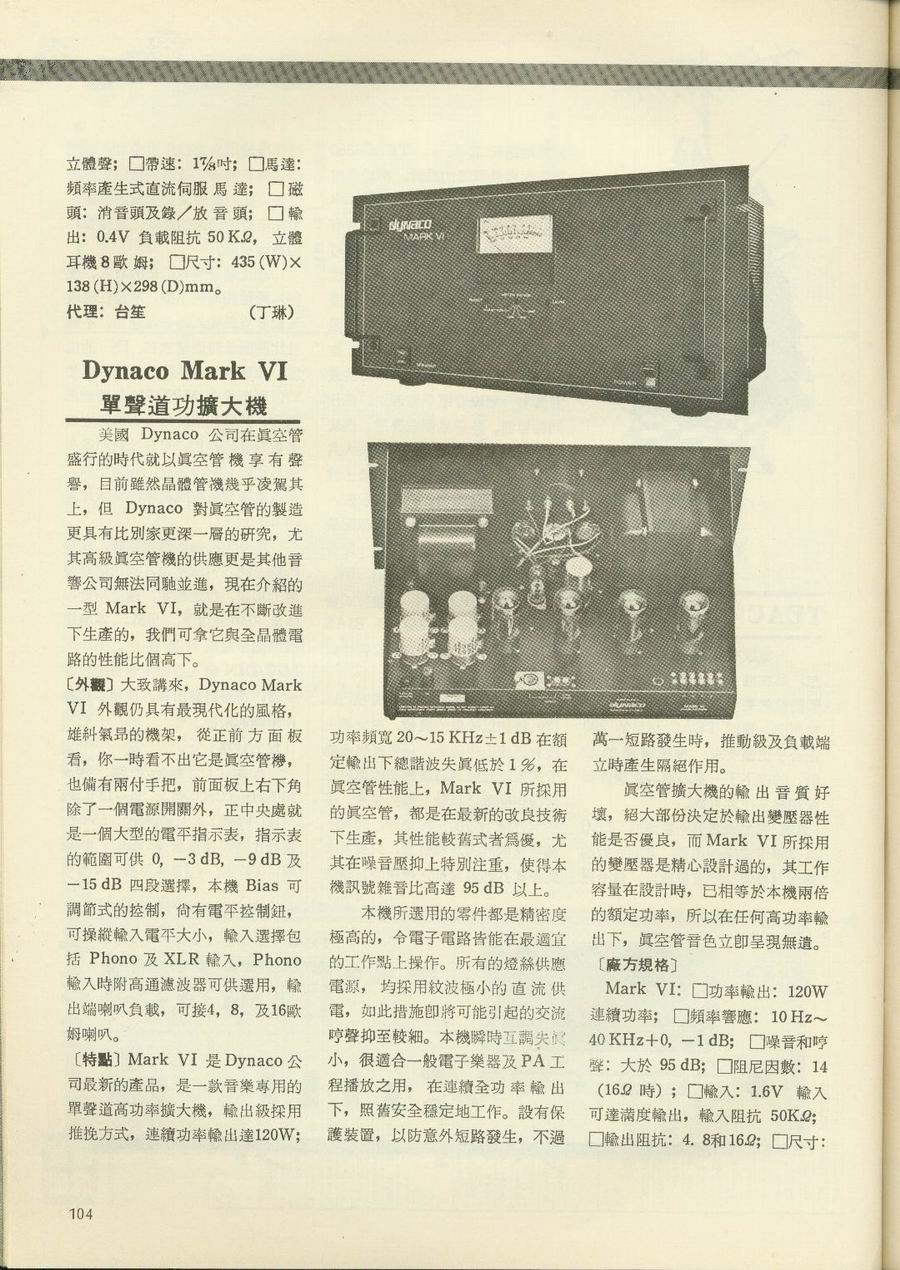 立體聲；□帶速：1⅞吋；□馬達：
頻率產生式直流伺服 馬 達；□磁
頭：消音頭及錄／放 音 頭；□輸
出：0.4V 負載阻抗 50 KΩ，立體
耳機 8 歐 姆；□尺寸：435 (W)×
138 (H)×298 (D)mm。
代理：台笙 （丁琳）
Dynaco Mark VI
單聲道功擴大機
美國 Dynaco 公司在眞空管
盛行的時代就以眞空管 機 享 有 聲
譽，目前雖然晶體管機幾乎凌駕其
上，但 Dynaco 對眞空管的製造
更具有比別家更深一層的研究，尤
其高級眞空管機的供應更是其他音
響公司無法同馳並進，現在介紹的
一型 Mark VI，就是在不斷改進
下生產的，我們可拿它與全晶體電
路的性能比個高下。
〔外觀〕大致講來，Dynaco Mark
VI 外觀仍具有最現代化的風格，
雄糾氣昂的機架，從正前 方 面 板
看，你一時看不出它是眞空管機，
也備有兩付手把，前面板上右下角
除了一個電源開關外，正中央處就
是一個大型的電平指示表，指示表
的範圍可供 0，－3 dB，－9 dB 及
－15 dB 四段選擇，本機 Bias 可
調節式的控制，尙有電平控制鈕，
可操縱輸入電平大小，輸入選擇包
括 Phono 及 XLR 輸入，Phono
輸入時附高通濾波器可供選用，輸
出端喇叭負載，可接4，8，及16歐
姆喇叭。
〔特點〕Mark VI 是 Dynaco 公
司最新的產品，是一款音樂專用的
單聲道高功率擴大機，輸出級採用
推挽方式，連續功率輸出達120W；
dynaco
MARK VI
METER RANGE
POWER
dynaco
功率頻寬 20～15 KHz±1 dB 在額
定輸出下總諧波失眞低於 1 %，在
眞空管性能上，Mark VI 所採用
的眞空管，都是在最新的改良技術
下生產，其性能較舊式者爲優，尤
其在噪音壓抑上特別注重，使得本
機訊號雜音比高達 95 dB 以上。
本機所選用的零件都是精密度
極高的，令電子電路皆能在最適宜
的工作點上操作。所有的燈絲供應
電源，均採用紋波極小的 直 流 供
電，如此措施卽將可能引起的交流
哼聲抑至較細。本機瞬時互調失眞
小，很適合一般電子樂器及 PA 工
程播放之用，在連續全功 率 輸 出
下，照舊安全穩定地工作。設有保
護裝置，以防意外短路發生，不過
萬一短路發生時，推動級及負載端
立時產生隔絕作用。
眞空管擴大機的輸 出 音 質 好
壞，絕大部份決定於輸出變壓器性
能是否優良，而 Mark VI 所採用
的變壓器是精心設計過的，其工作
容量在設計時，已相等於本機兩倍
的額定功率，所以在任何高功率輸
出下，眞空管音色立卽呈現無遺。
〔廠方規格〕
Mark VI：□功率輸出：120W
連續功率；□頻率響應：10 Hz～
40 KHz＋0，－1 dB；□噪音和哼
聲：大於 95 dB；□阻尼因數：14
（16Ω 時）；□輸入：1.6V 輸入
可達滿度輸出，輸入阻抗 50KΩ；
□輸出阻抗：4. 8和16Ω；□尺寸：
104